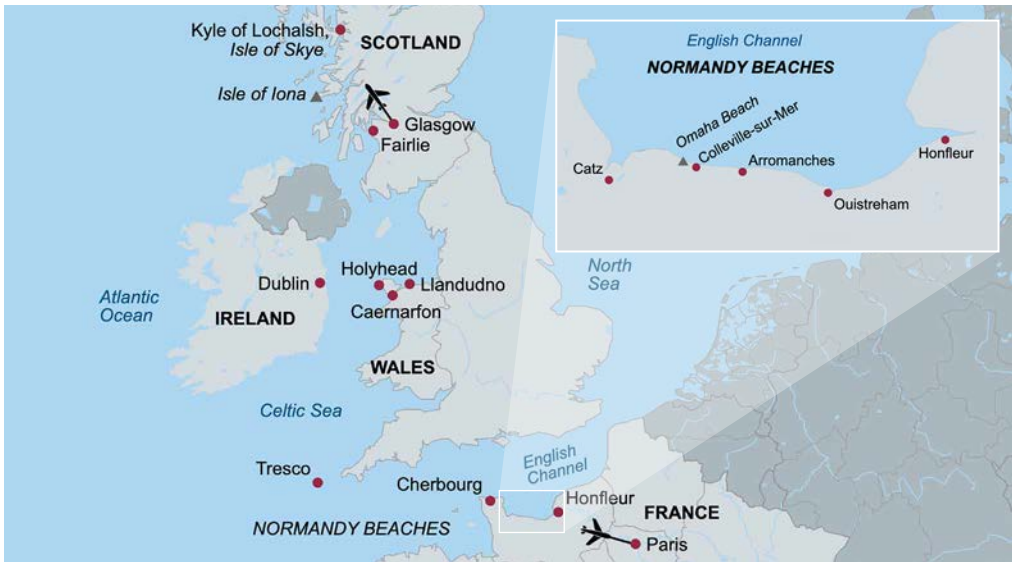 Kyle of Lochalsh,
Isle of Skye
SCOTLAND
Isle of Iona
Glasgow
Fairlie
English Channel
NORMANDY BEACHES
Omaha Beach
Colleville-sur-Mer
Catz
Arromanches
Honfleur
Ouistreham
North
Sea
Atlantic
Ocean
Dublin
IRELAND
Holyhead
Llandudno
Caernarfon
WALES
Celtic Sea
Tresco
English
Channel
Cherbourg
Honfleur
NORMANDY BEACHES
FRANCE
Paris